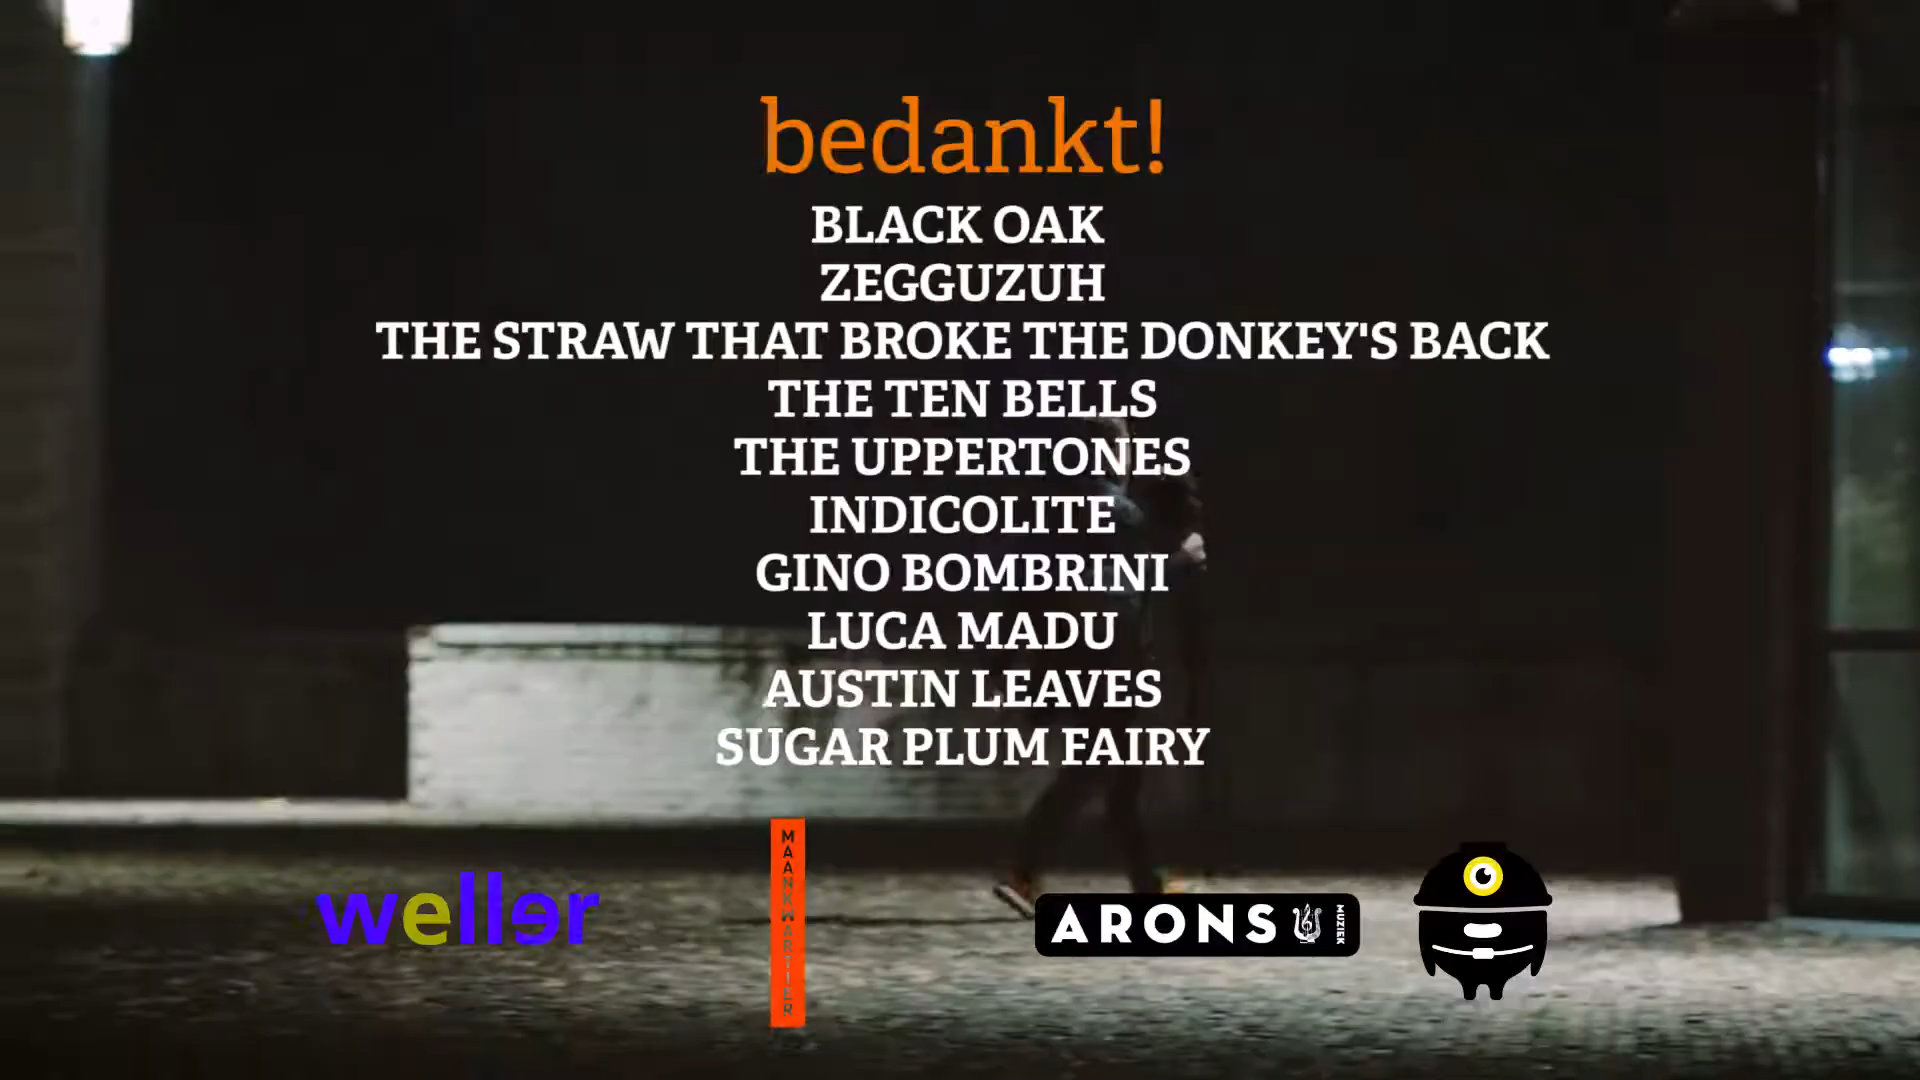 bedankt!
BLACK OAK
ZEGGUZUH
THE STRAW THAT BROKE THE DONKEY'S BACK
THE TEN BELLS
THE UPPERTONES
INDICOLITE
GINO BOMBRINI
LUCA MADU
AUSTIN LEAVES
SUGAR PLUM FAIRY
weller
MAANKWARTIER
ARONS MUZIEK